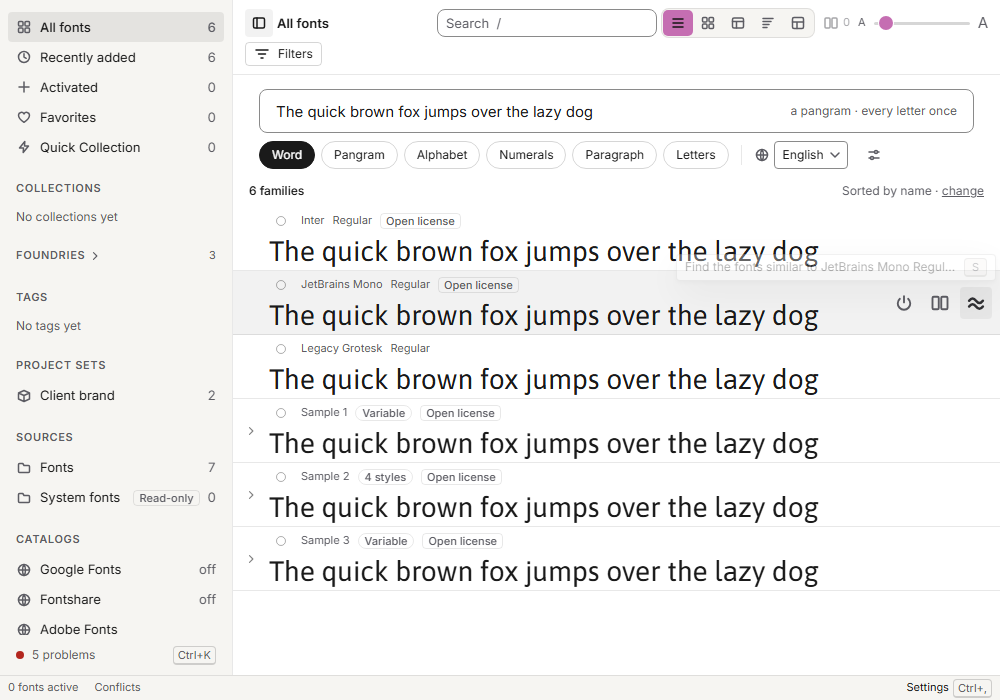 All fonts 6
Recently added 6
Activated 0
Favorites 0
Quick Collection 0
COLLECTIONS
No collections yet
FOUNDRIES 3
TAGS
No tags yet
PROJECT SETS
Client brand 2
SOURCES
Fonts 7
System fonts Read-only 0
CATALOGS
Google Fonts off
Fontshare off
Adobe Fonts
5 problems Ctrl+K
All fonts
Search /
0 A A
Filters
The quick brown fox jumps over the lazy dog
a pangram · every letter once
Word Pangram Alphabet Numerals Paragraph Letters English
6 families
Sorted by name · change
Inter Regular Open license
The quick brown fox jumps over the lazy dog
Find the fonts similar to JetBrains Mono Regul... S
JetBrains Mono Regular Open license
The quick brown fox jumps over the lazy dog
Legacy Grotesk Regular
The quick brown fox jumps over the lazy dog
Sample 1 Variable Open license
The quick brown fox jumps over the lazy dog
Sample 2 4 styles Open license
The quick brown fox jumps over the lazy dog
Sample 3 Variable Open license
The quick brown fox jumps over the lazy dog
0 fonts active Conflicts
Settings Ctrl+,